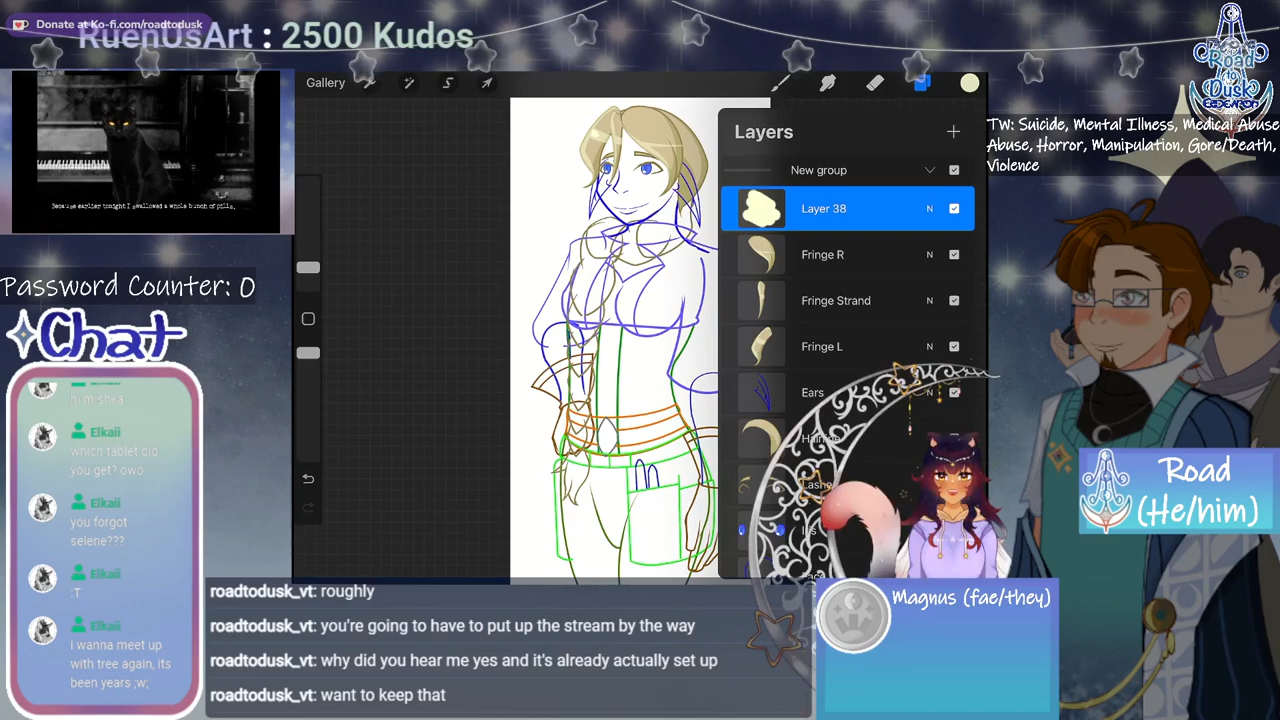 Donate at Ko-fi.com/roadtodusk
RuenUsArt : 2500 Kudos
Road
to
Dusk
TW: Suicide, Mental Illness, Medical Abuse
Abuse, Horror, Manipulation, Gore/Death,
Violence
Because earlier tonight I swallowed a whole bunch of pills.
Gallery
Layers
New group
Layer 38
N
Fringe R
N
Fringe Strand
N
Fringe L
N
Ears
N
Password Counter: 0
Chat
hi mishka
Elkaii
which tablet did
you get? owo
Elkaii
you forgot
selene???
Elkaii
:T
Elkaii
i wanna meet up
with tree again, its
been years ;w;
roadtodusk_vt: roughly
roadtodusk_vt: you're going to have to put up the stream by the way
roadtodusk_vt: why did you hear me yes and it's already actually set up
roadtodusk_vt: want to keep that
Magnus (fae/they)
Road
(He/him)